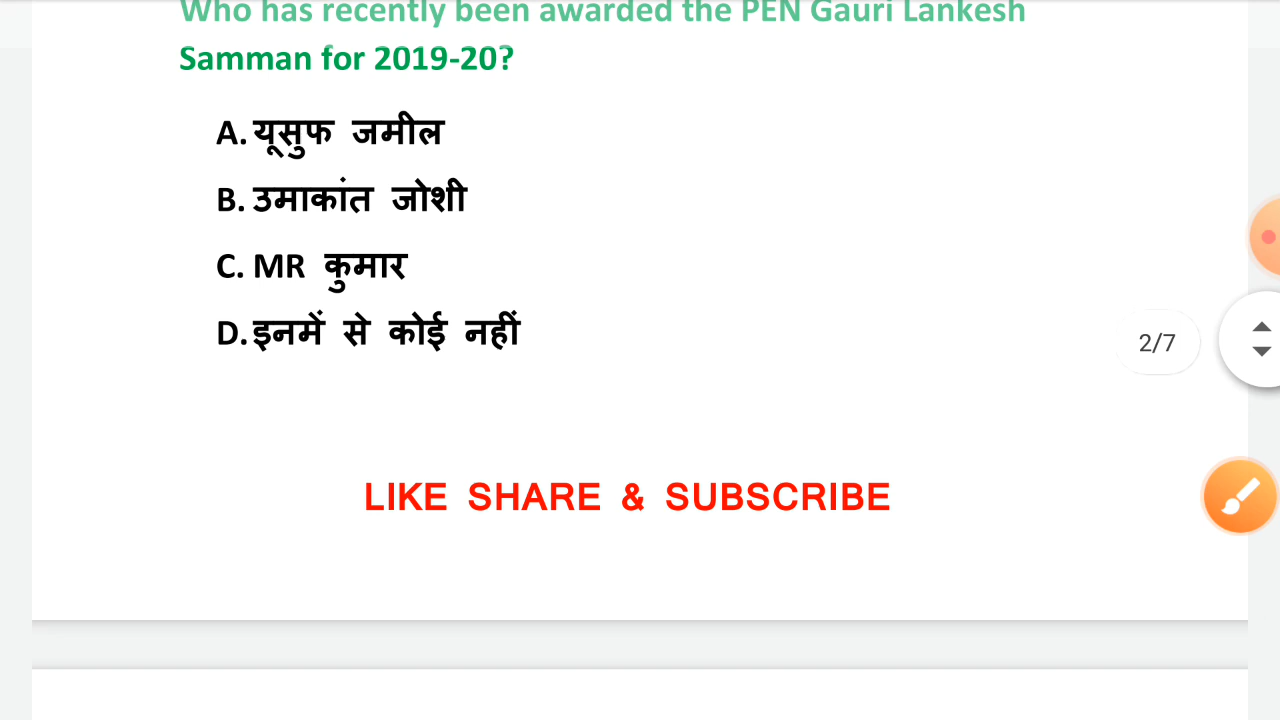 Who has recently been awarded the PEN Gauri Lankesh
Samman for 2019-20?
A. यूसुफ जमील
B. उमाकांत जोशी
C. MR कुमार
D. इनमें से कोई नहीं
2/7
LIKE SHARE & SUBSCRIBE